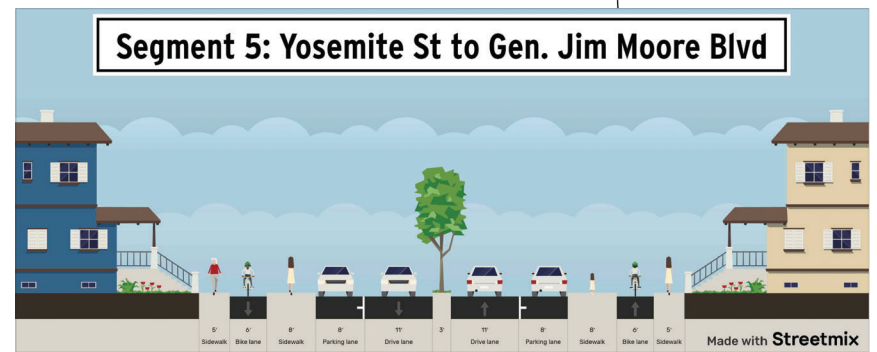 Segment 5: Yosemite St to Gen. Jim Moore Blvd
5' 6' 8' 8' 11' 3' 11' 8' 8' 6' 5'
Sidewalk Bike lane Sidewalk Parking lane Drive lane Drive lane Parking lane Sidewalk Bike lane Sidewalk
Made with Streetmix